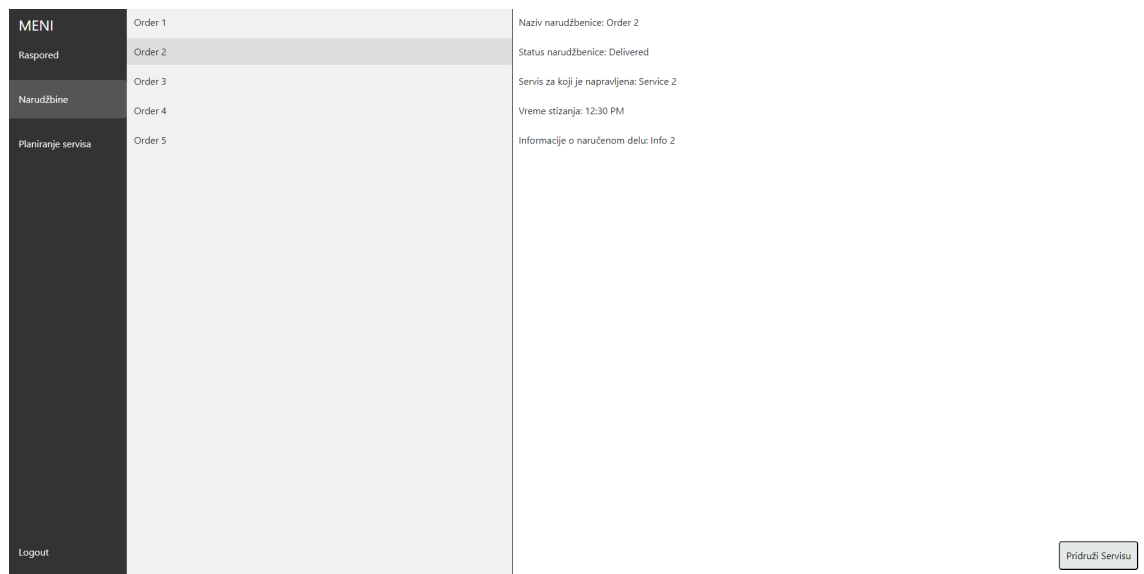 MENI
Raspored
Narudžbine
Planiranje servisa
Logout
Order 1
Order 2
Order 3
Order 4
Order 5
Naziv narudžbenice: Order 2
Status narudžbenice: Delivered
Servis za koji je napravljena: Service 2
Vreme stizanja: 12:30 PM
Informacije o naručenom delu: Info 2
Pridruži Servisu